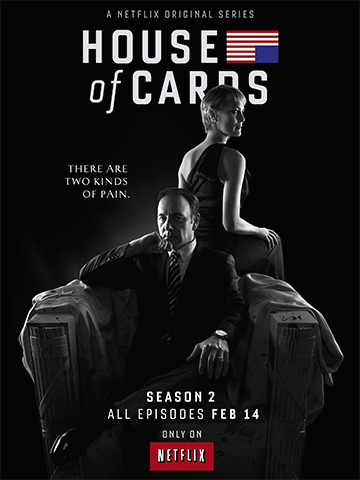 A NETFLIX ORIGINAL SERIES
HOUSE
of CARDS
THERE ARE
TWO KINDS
OF PAIN.
SEASON 2
ALL EPISODES FEB 14
ONLY ON
NETFLIX